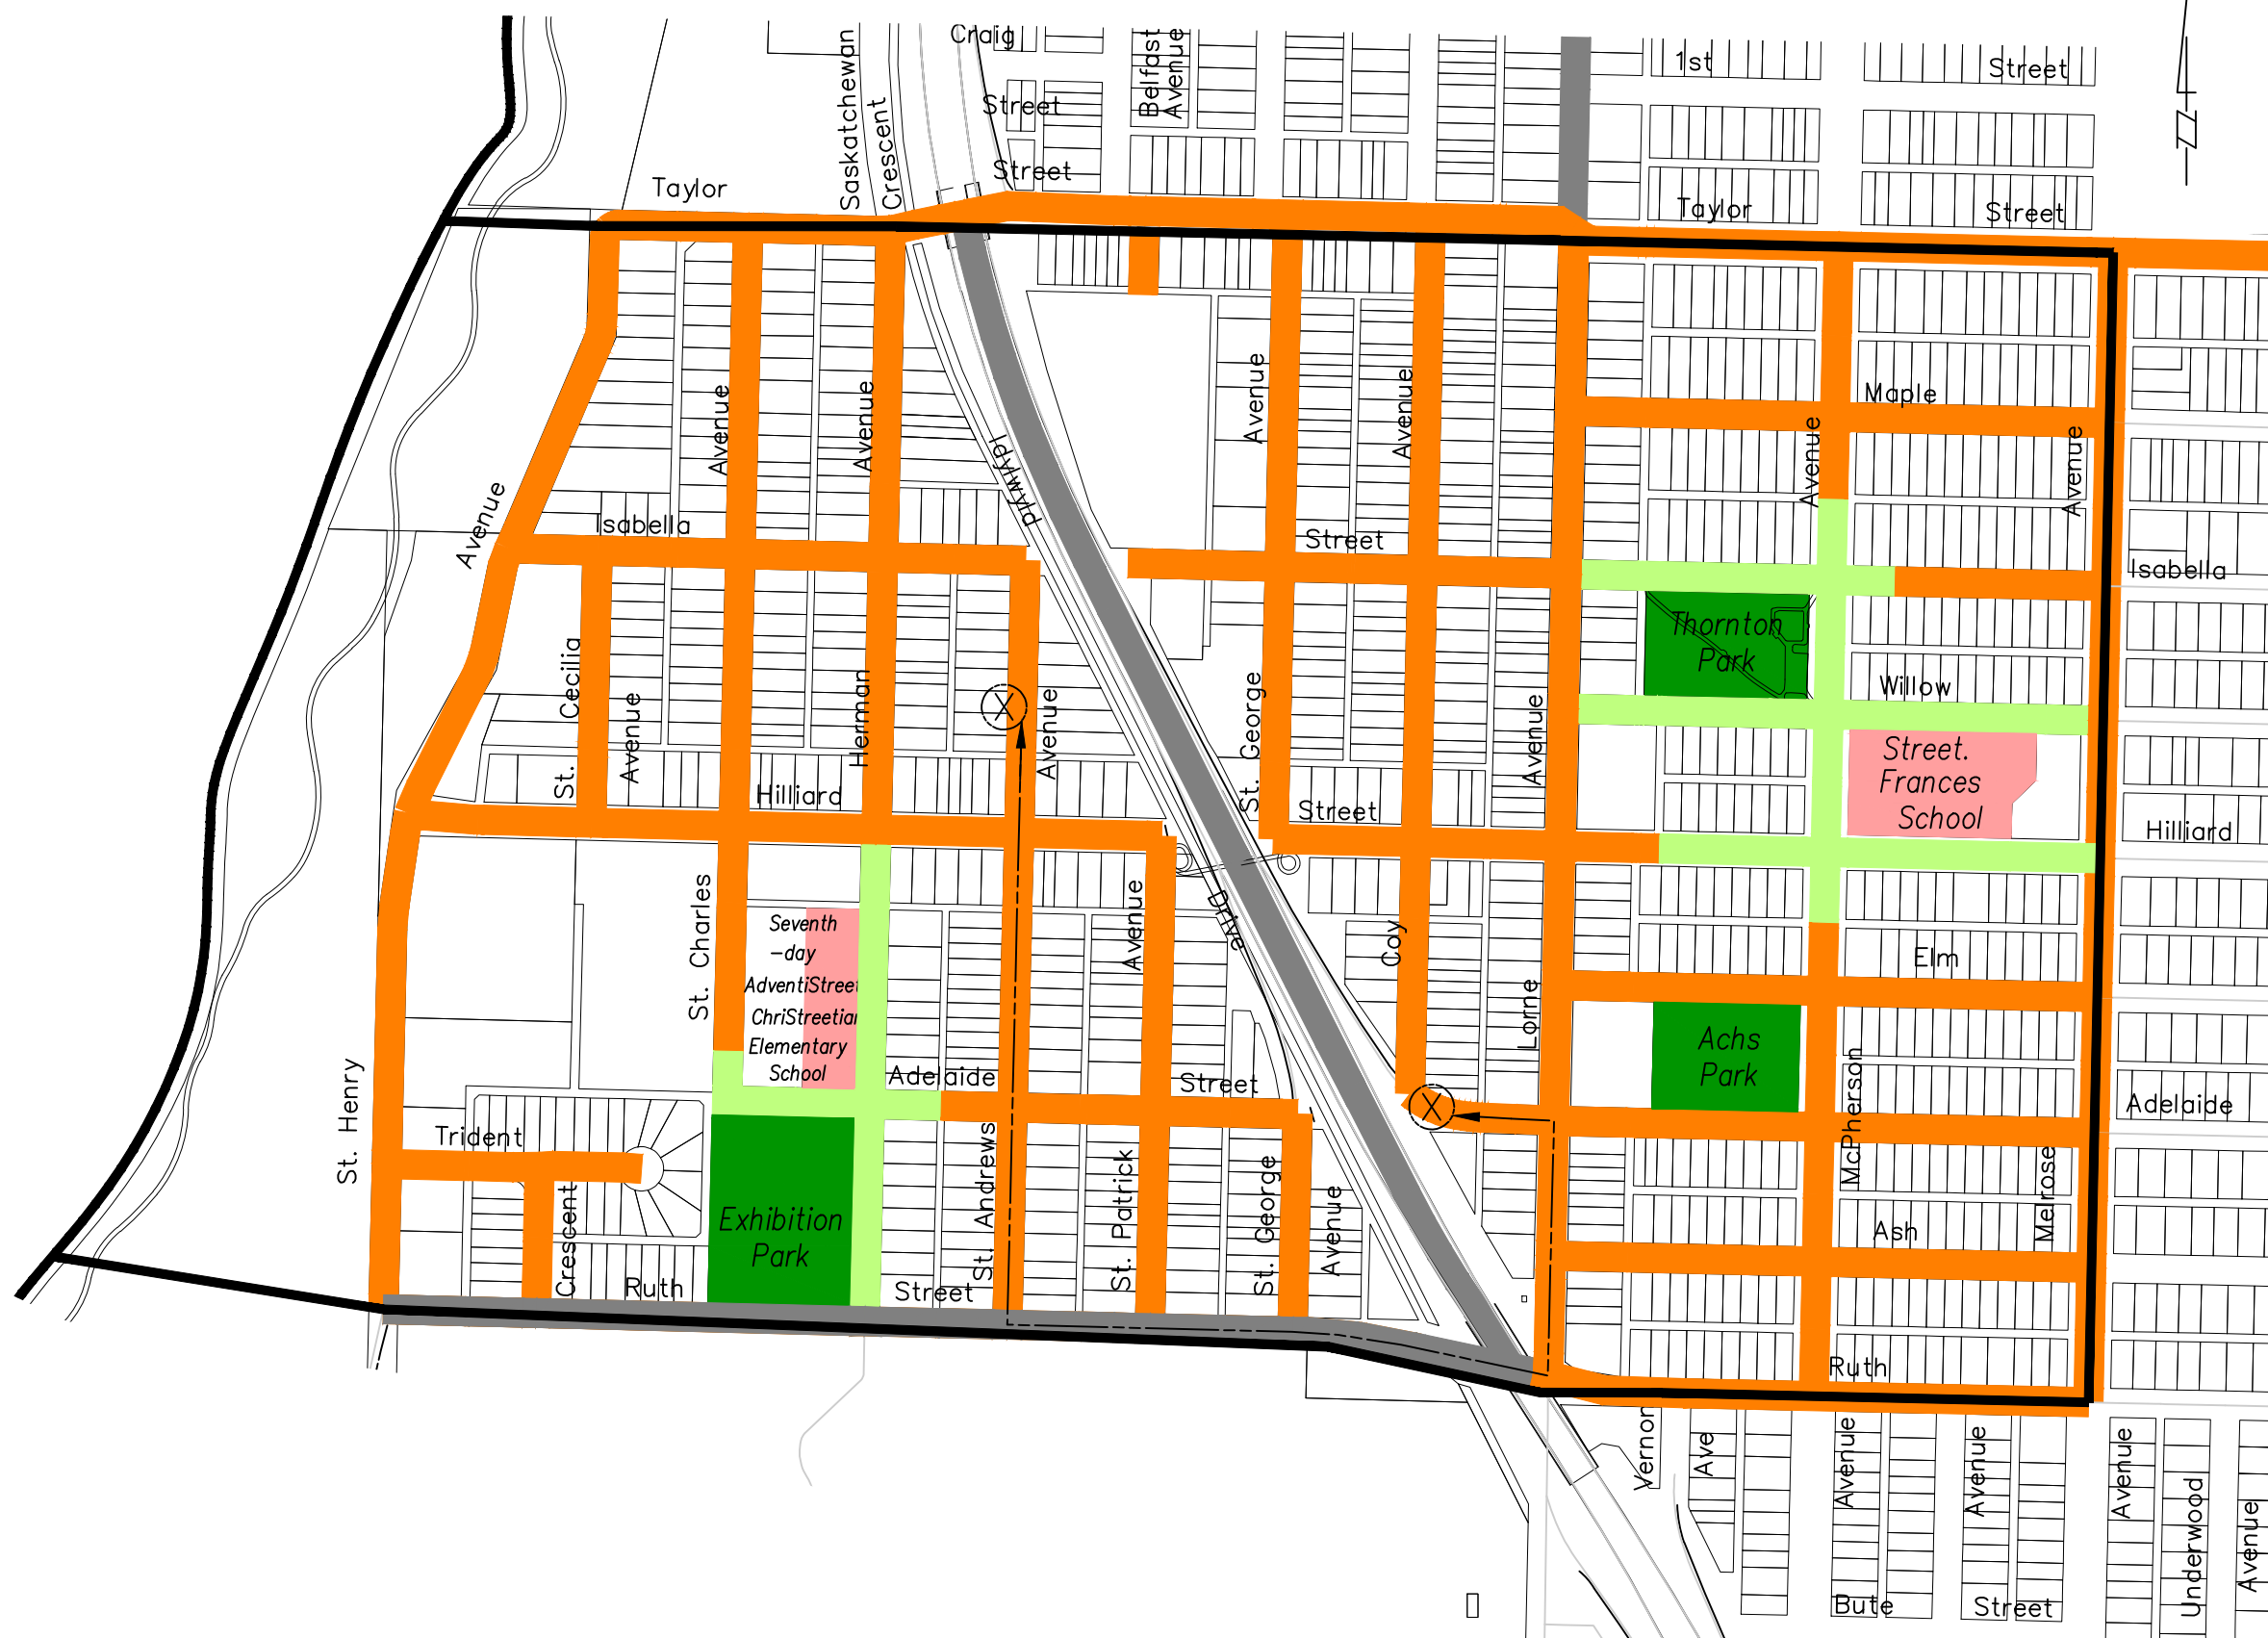 Craig
Street
Street
Saskatchewan
Crescent
Belfast
Avenue
1st
Street
Taylor
Taylor
Street
N
Avenue
Avenue
Avenue
Avenue
Avenue
Maple
Avenue
Avenue
Idylwyld
Isabella
Street
Isabella
St. Cecilia
Avenue
Herman
Avenue
St. George
Avenue
Thornton
Park
Willow
Street.
Frances
School
Hilliard
Street
Hilliard
St. Charles
Seventh
-day
AdventiStreet
ChriStreetian
Elementary
School
Avenue
Drive
Coy
Lorne
Elm
Achs
Park
Adelaide
Street
Adelaide
St. Henry
Trident
Crescent
Exhibition
Park
St. Andrews
St. Patrick
St. George
Avenue
McPherson
Melrose
Ash
Ruth
Street
Ruth
Vernon
Ave
Avenue
Avenue
Avenue
Underwood
Avenue
Bute
Street